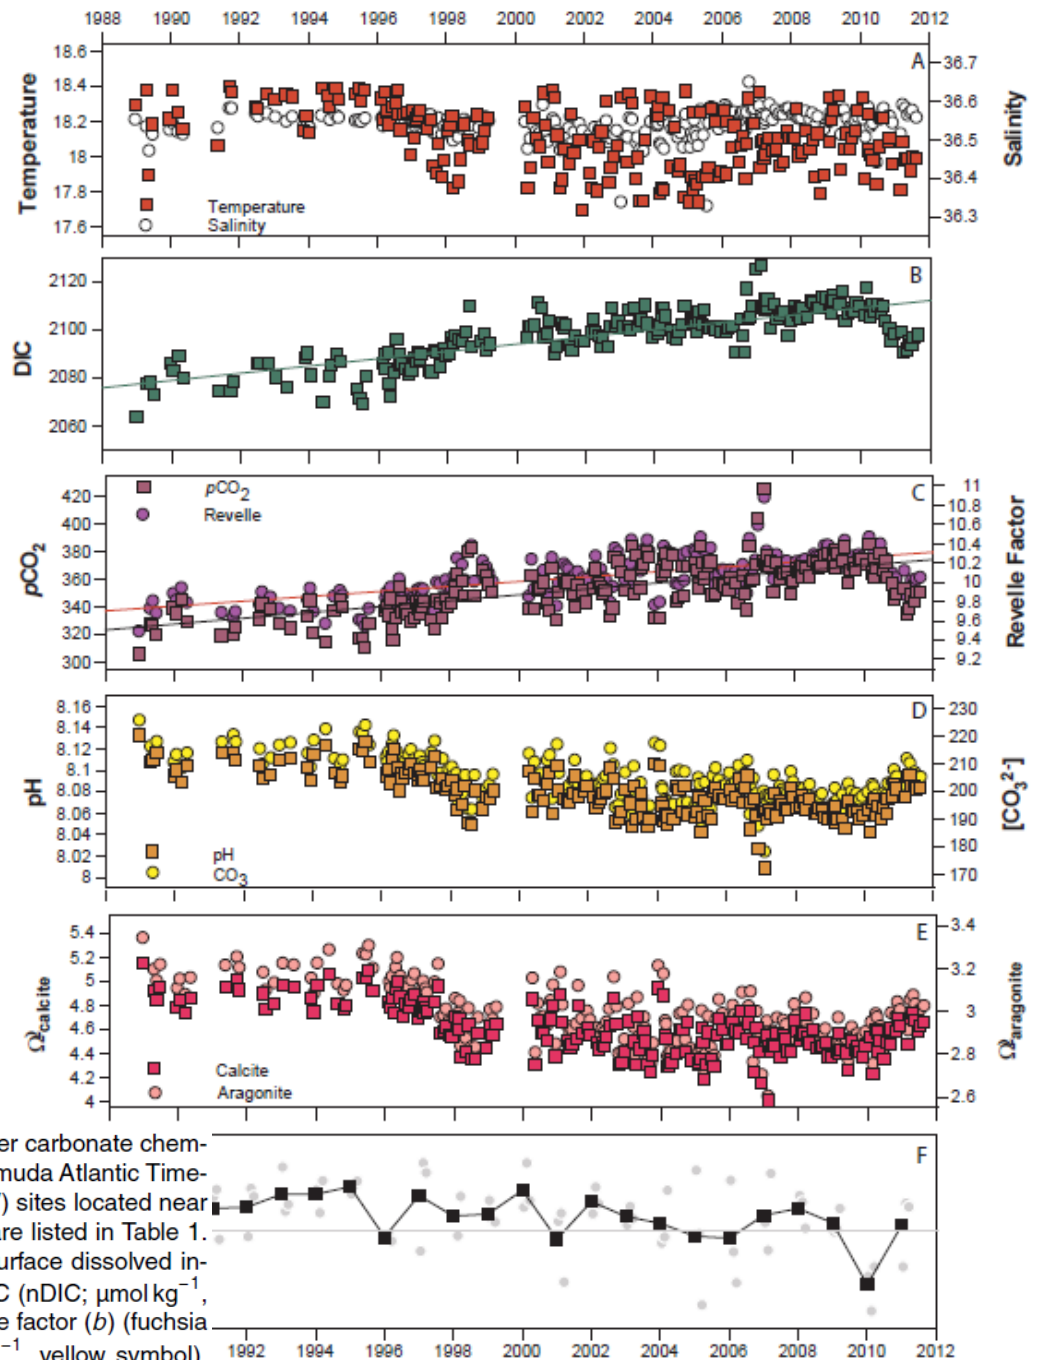 1988 1990 1992 1994 1996 1998 2000 2002 2004 2006 2008 2010 2012
A
Temperature
18.6
18.4
18.2
18
17.8
17.6
Salinity
36.7
36.6
36.5
36.4
36.3
Temperature
Salinity
B
DIC
2120
2100
2080
2060
C
pCO2
420
400
380
360
340
320
300
pCO2
Revelle
Revelle Factor
11
10.8
10.6
10.4
10.2
10
9.8
9.6
9.4
9.2
D
pH
8.16
8.14
8.12
8.1
8.08
8.06
8.04
8.02
8
pH
CO3
[CO3²⁻]
230
220
210
200
190
180
170
E
Ωcalcite
5.4
5.2
5
4.8
4.6
4.4
4.2
4
Calcite
Aragonite
Ωaragonite
3.4
3.2
3
2.8
2.6
F
er carbonate chem-
muda Atlantic Time-
) sites located near
are listed in Table 1.
urface dissolved in-
C (nDIC; μmol kg⁻¹,
e factor (b) (fuchsia
⁻¹ yellow symbol)
1992 1994 1996 1998 2000 2002 2004 2006 2008 2010 2012